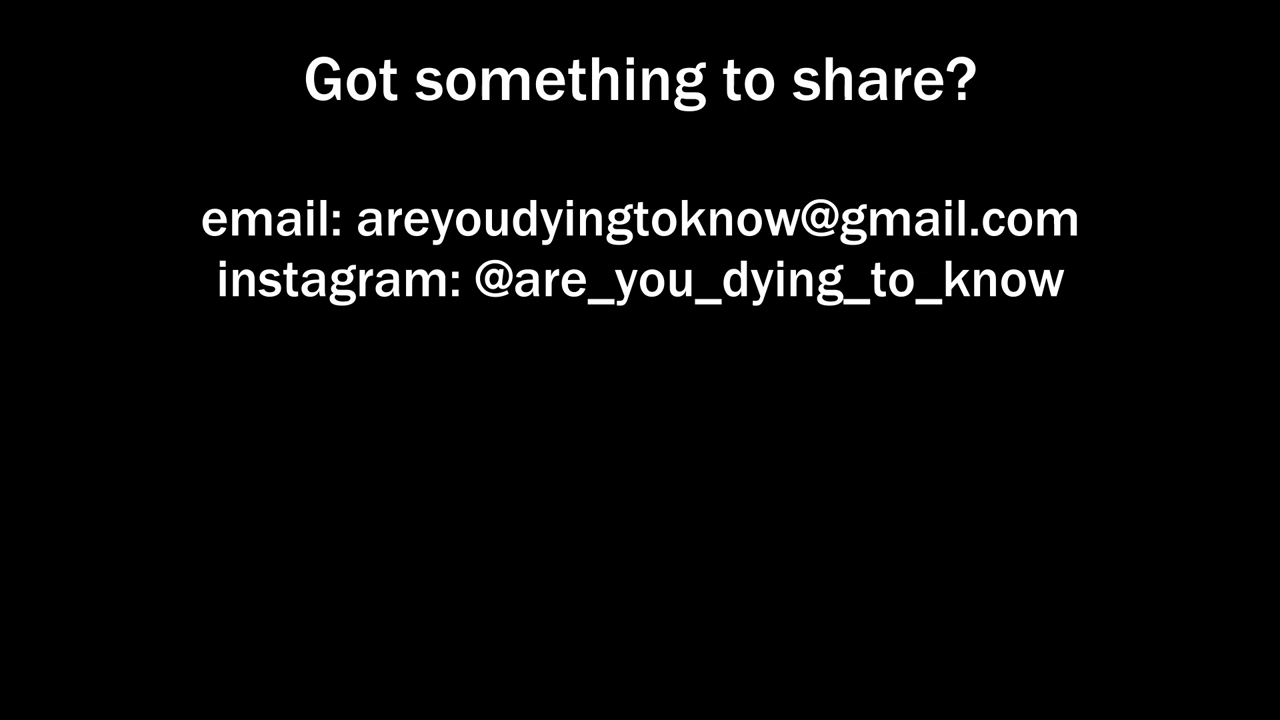 Got something to share?
email: areyoudyingtoknow@gmail.com
instagram: @are_you_dying_to_know